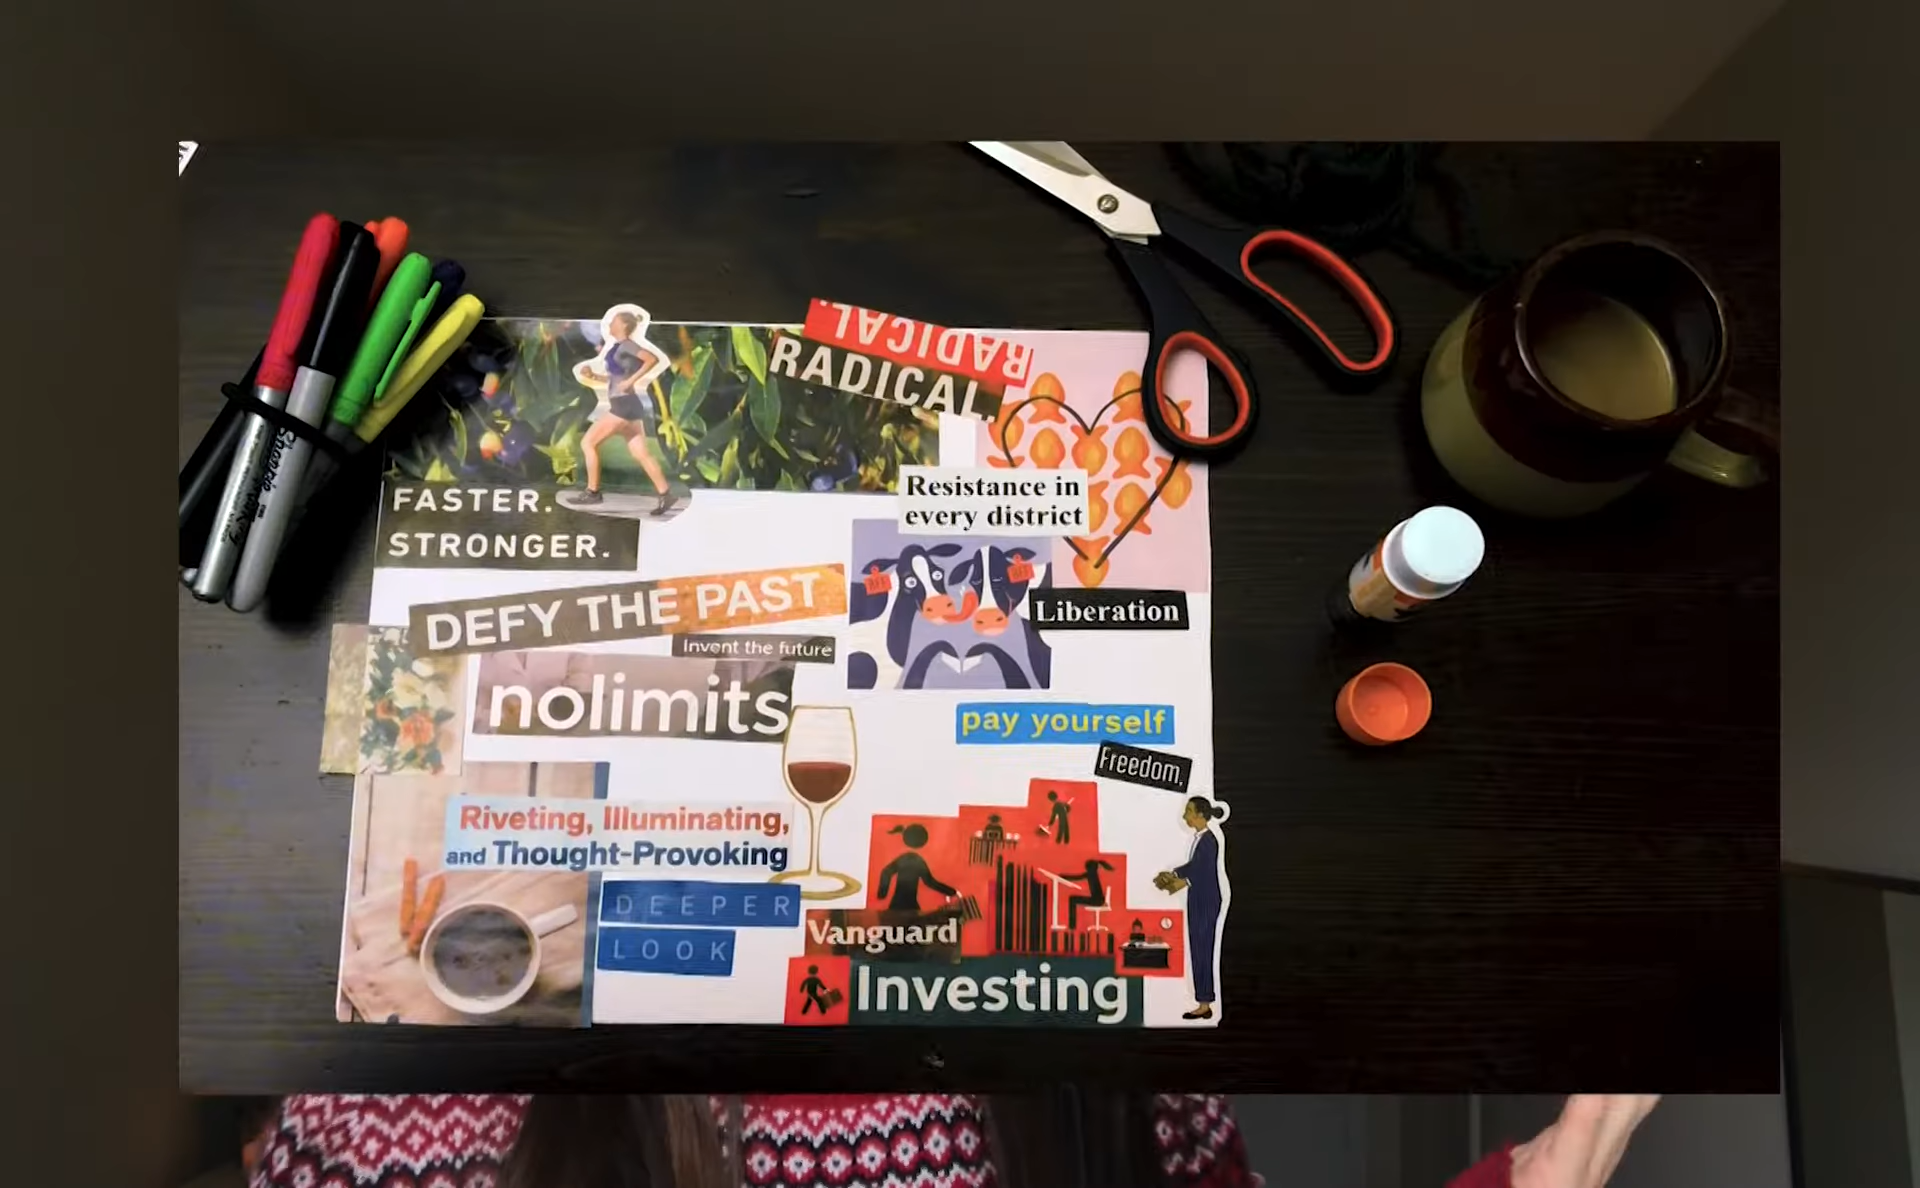 RADICAL.
RADICAL.
FASTER.
STRONGER.
Resistance in
every district
DEFY THE PAST
Invent the future
Liberation
nolimits
pay yourself
Freedom,
Riveting, Illuminating,
and Thought-Provoking
DEEPER
LOOK
Vanguard
Investing
Sharpie